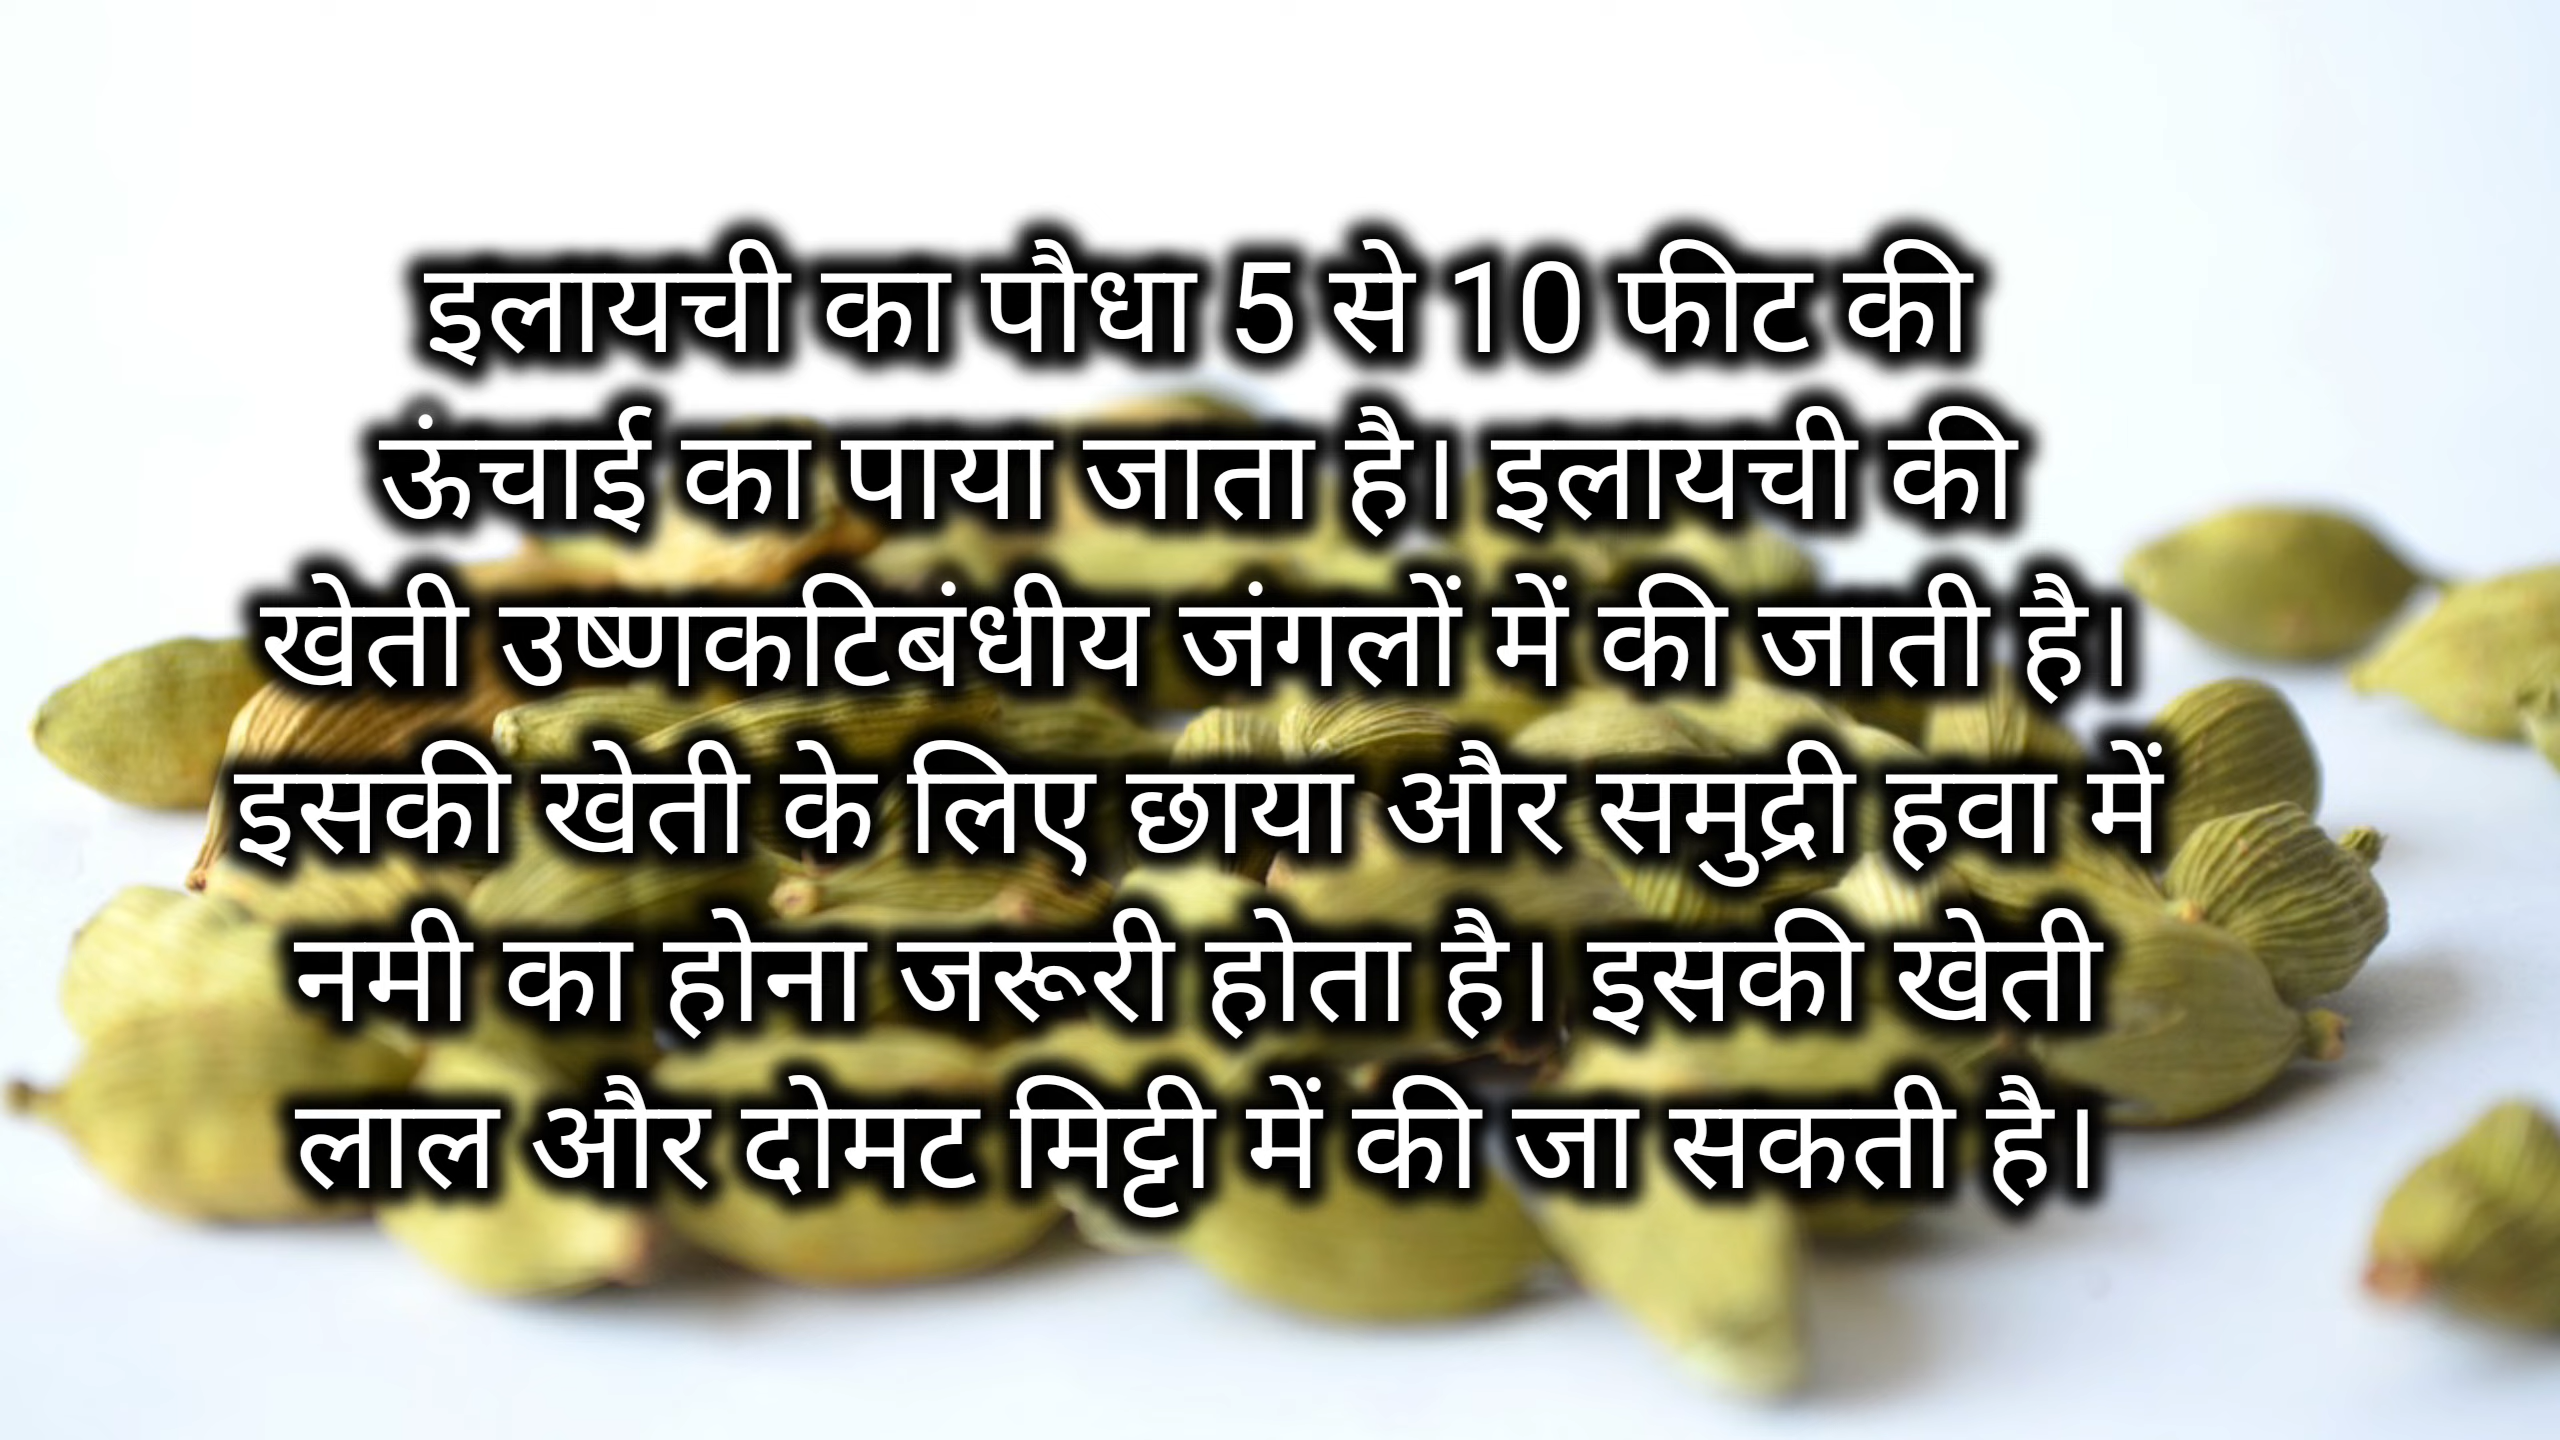 इलायची का पौधा 5 से 10 फीट की
ऊंचाई का पाया जाता है। इलायची की
खेती उष्णकटिबंधीय जंगलों में की जाती है।
इसकी खेती के लिए छाया और समुद्री हवा में
नमी का होना जरूरी होता है। इसकी खेती
लाल और दोमट मिट्टी में की जा सकती है।